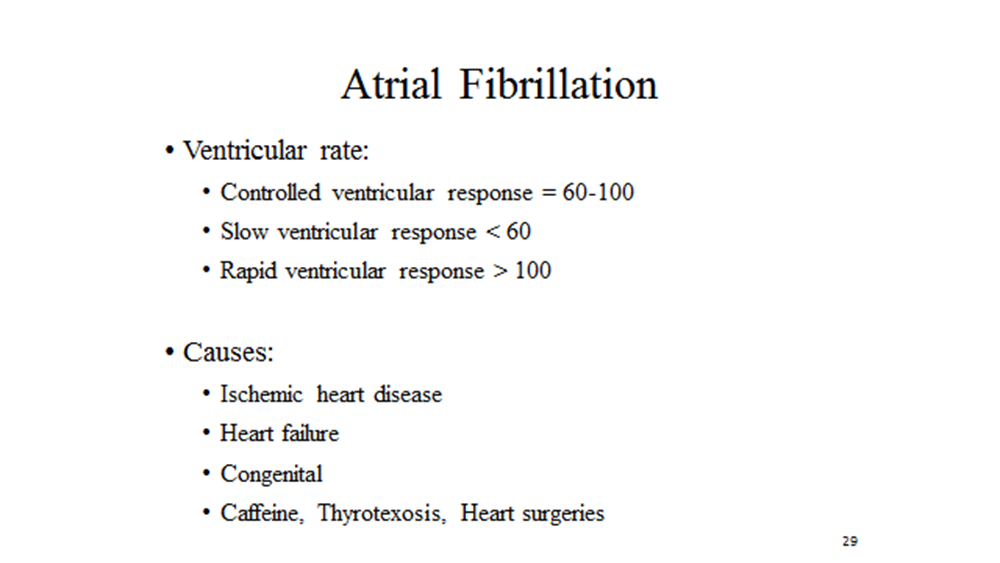 Atrial Fibrillation
• Ventricular rate:
• Controlled ventricular response = 60-100
• Slow ventricular response < 60
• Rapid ventricular response > 100
• Causes:
• Ischemic heart disease
• Heart failure
• Congenital
• Caffeine, Thyrotexosis, Heart surgeries
29